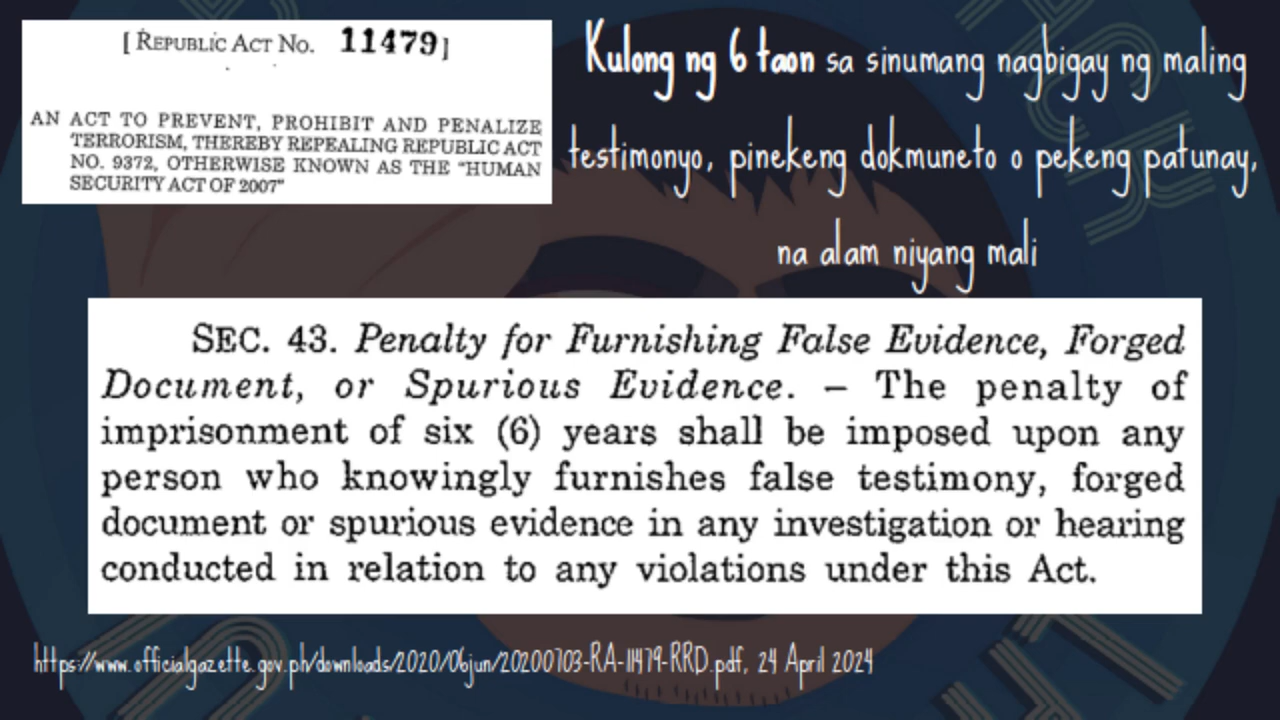 [ REPUBLIC ACT NO. 11479 ]
AN ACT TO PREVENT, PROHIBIT AND PENALIZE
TERRORISM, THEREBY REPEALING REPUBLIC ACT
NO. 9372, OTHERWISE KNOWN AS THE "HUMAN
SECURITY ACT OF 2007"
Kulong ng 6 taon sa sinumang nagbigay ng maling
testimonyo, pinekeng dokmuneto o pekeng patunay,
na alam niyang mali
SEC. 43. Penalty for Furnishing False Evidence, Forged
Document, or Spurious Evidence. – The penalty of
imprisonment of six (6) years shall be imposed upon any
person who knowingly furnishes false testimony, forged
document or spurious evidence in any investigation or hearing
conducted in relation to any violations under this Act.
https://www.officialgazette.gov.ph/downloads/2020/06jun/20200703-RA-11479-RRD.pdf, 24 April 2024